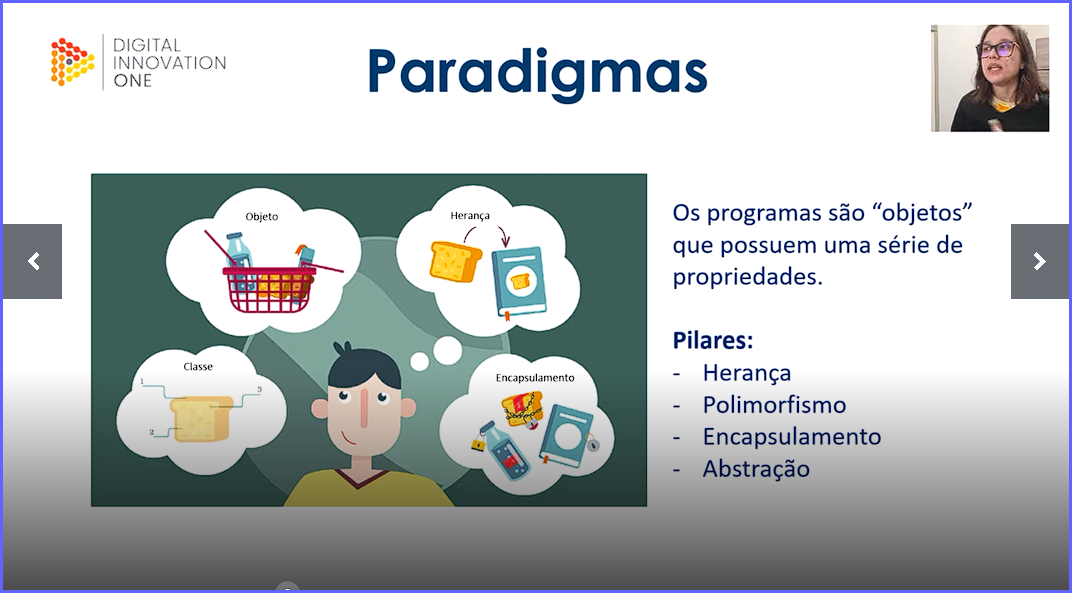 DIGITAL
INNOVATION
ONE
Paradigmas
Objeto
Herança
Classe
1
3
2
Encapsulamento
Os programas são “objetos”
que possuem uma série de
propriedades.
Pilares:
- Herança
- Polimorfismo
- Encapsulamento
- Abstração